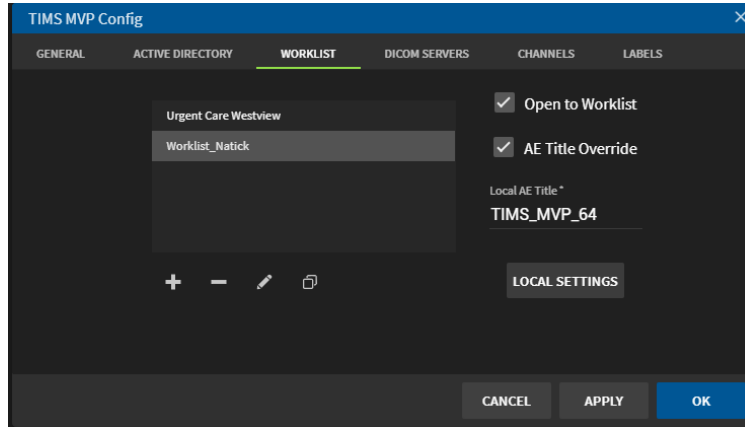 TIMS MVP Config
GENERAL ACTIVE DIRECTORY WORKLIST DICOM SERVERS CHANNELS LABELS
Urgent Care Westview
Worklist_Natick
Open to Worklist
AE Title Override
Local AE Title *
TIMS_MVP_64
LOCAL SETTINGS
CANCEL APPLY OK